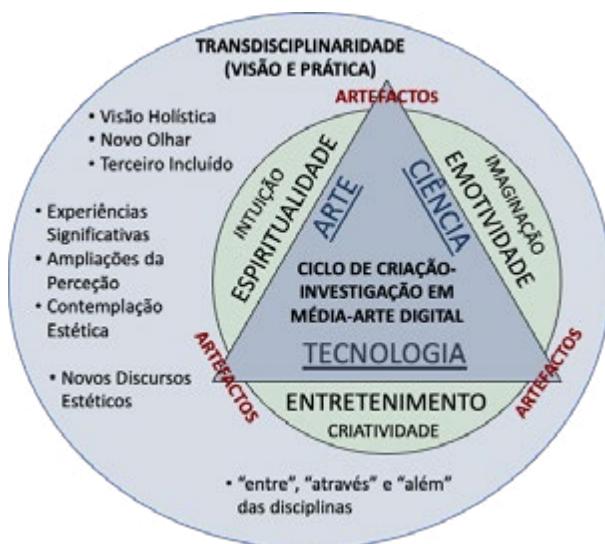 TRANSDISCIPLINARIDADE
(VISÃO E PRÁTICA)
ARTEFACTOs
• Visão Holística
• Novo Olhar
• Terceiro Incluído
INTUIÇÃO
ESPIRITUALIDADE
ARTE
CIÊNCIA
EMOTIVIDADE
IMAGINAÇÃO
• Experiências
Significativas
• Ampliações da
Perceção
• Contemplação
Estética
CICLO DE CRIAÇÃO-
INVESTIGAÇÃO EM
MÉDIA-ARTE DIGITAL
TECNOLOGIA
ARTEFACTOS
ARTEFACTOS
• Novos Discursos
Estéticos
ENTRETENIMENTO
CRIATIVIDADE
• “entre”, “através” e “além”
das disciplinas